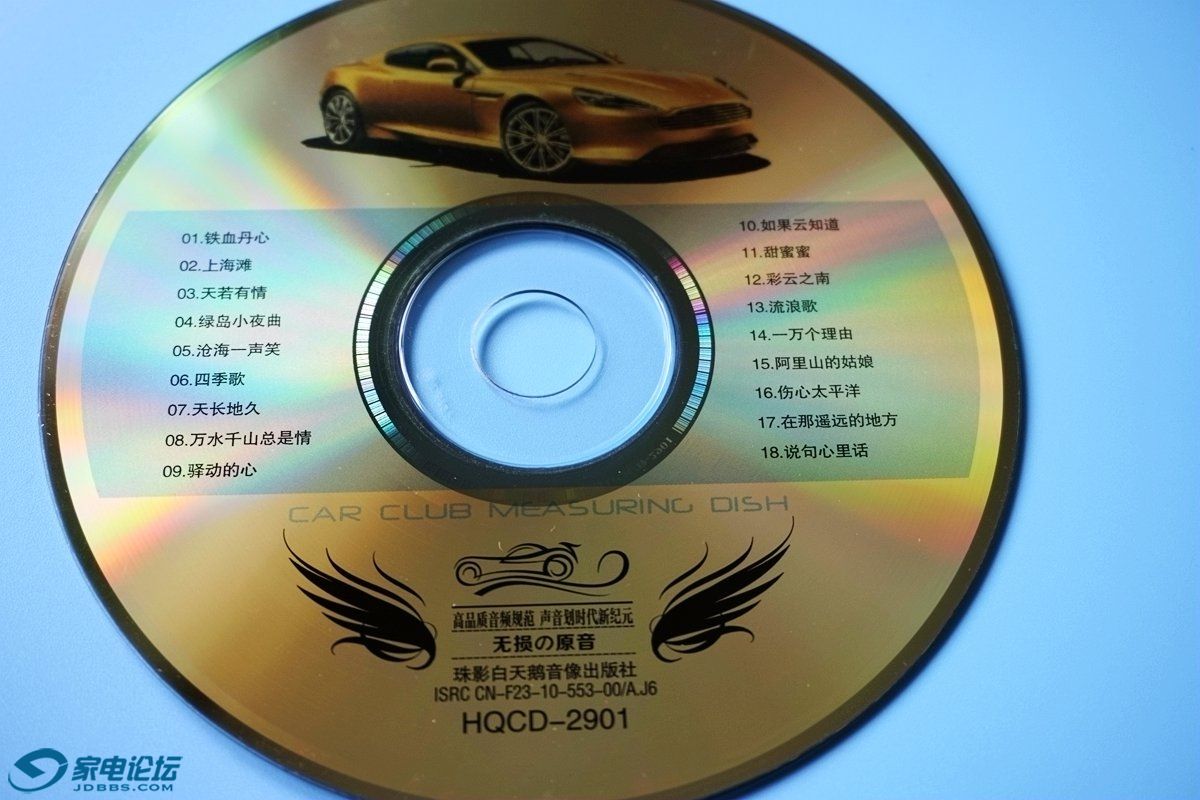 01.铁血丹心
02.上海滩
03.天若有情
04.绿岛小夜曲
05.沧海一声笑
06.四季歌
07.天长地久
08.万水千山总是情
09.驿动的心
10.如果云知道
11.甜蜜蜜
12.彩云之南
13.流浪歌
14.一万个理由
15.阿里山的姑娘
16.伤心太平洋
17.在那遥远的地方
18.说句心里话
CAR CLUB MEASURING DISH
高品质音频规范 声音划时代新纪元
无损の原音
珠影白天鹅音像出版社
ISRC CN-F23-10-553-00/A.J6
HQCD-2901
家电论坛
JDBBS.COM